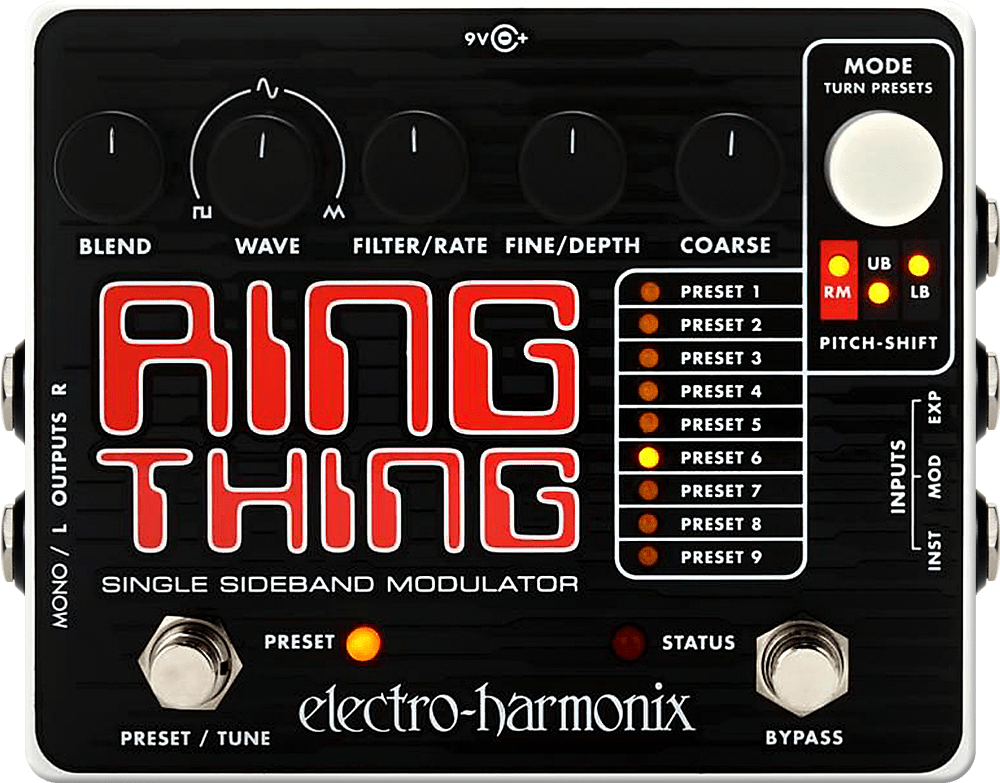 9V
MODE
TURN PRESETS
BLEND
WAVE
FILTER/RATE
FINE/DEPTH
COARSE
RM
UB
LB
PITCH-SHIFT
RING
THING
SINGLE SIDEBAND MODULATOR
PRESET 1
PRESET 2
PRESET 3
PRESET 4
PRESET 5
PRESET 6
PRESET 7
PRESET 8
PRESET 9
MONO / L OUTPUTS R
INPUTS
INST MOD EXP
PRESET
STATUS
electro-harmonix
PRESET / TUNE
BYPASS